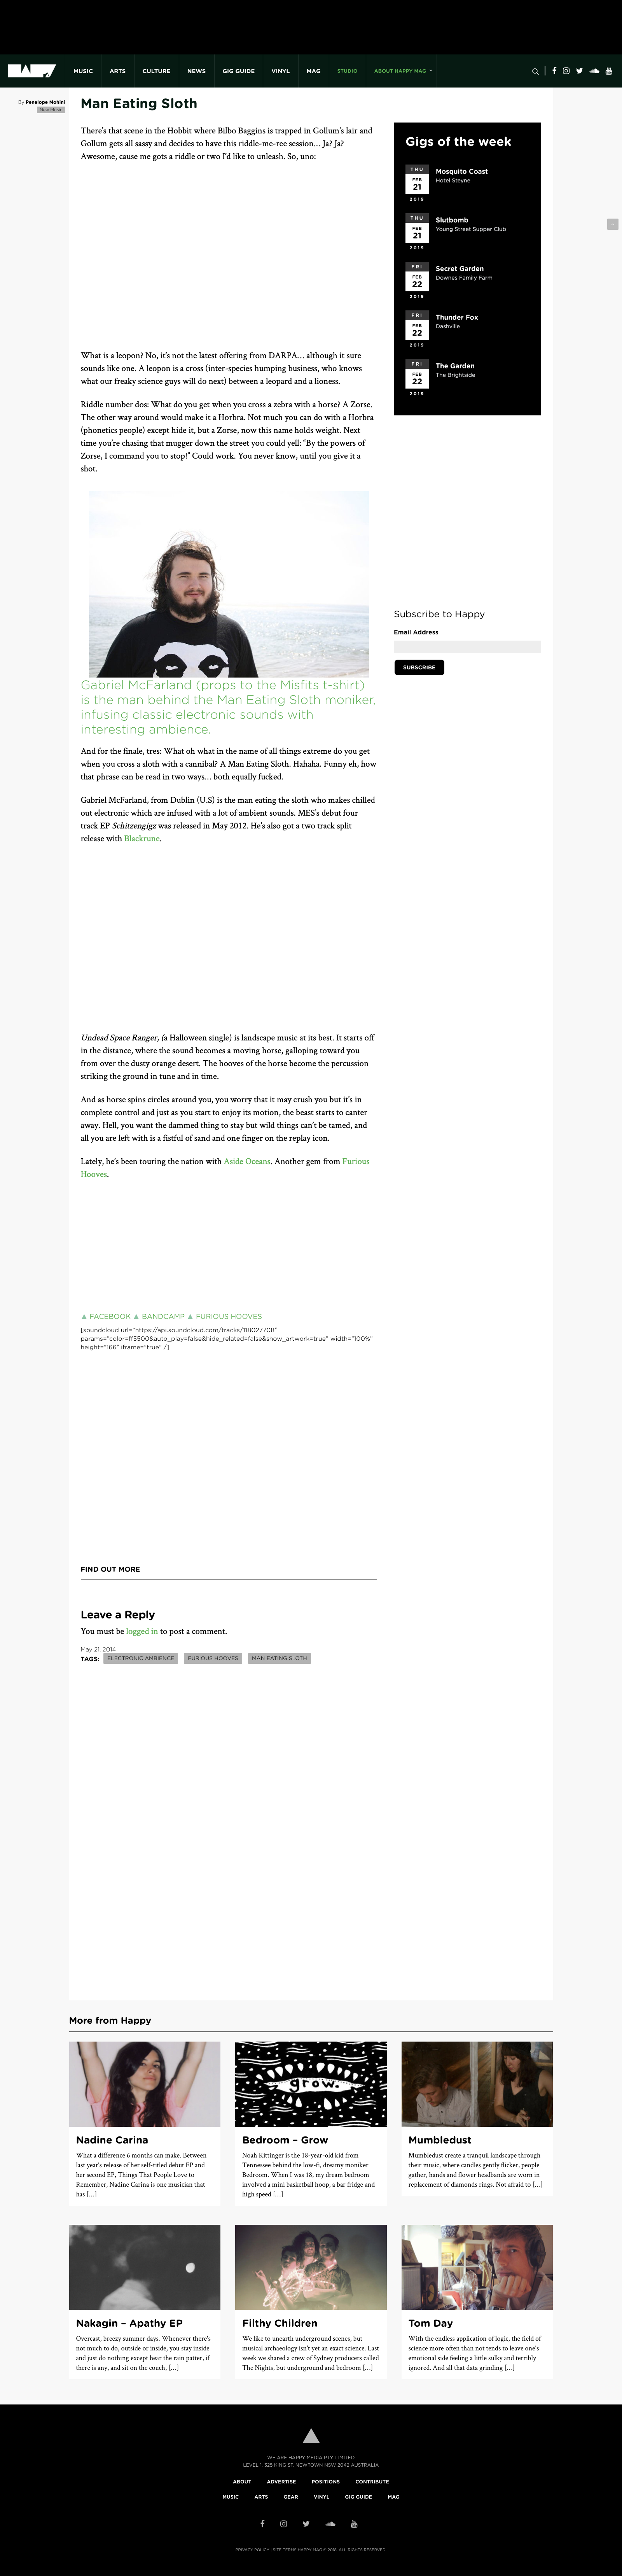 MUSIC ARTS CULTURE NEWS GIG GUIDE VINYL MAG STUDIO ABOUT HAPPY MAG
By Penelope Mohini
New Music
Man Eating Sloth
There's that scene in the Hobbit where Bilbo Baggins is trapped in Gollum's lair and
Gollum gets all sassy and decides to have this riddle-me-ree session… Ja? Ja?
Awesome, cause me gots a riddle or two I'd like to unleash. So, uno:
What is a leopon? No, it's not the latest offering from DARPA… although it sure
sounds like one. A leopon is a cross (inter-species humping business, who knows
what our freaky science guys will do next) between a leopard and a lioness.
Riddle number dos: What do you get when you cross a zebra with a horse? A Zorse.
The other way around would make it a Horbra. Not much you can do with a Horbra
(phonetics people) except hide it, but a Zorse, now this name holds weight. Next
time you're chasing that mugger down the street you could yell: "By the powers of
Zorse, I command you to stop!" Could work. You never know, until you give it a
shot.
Gabriel McFarland (props to the Misfits t-shirt)
is the man behind the Man Eating Sloth moniker,
infusing classic electronic sounds with
interesting ambience.
And for the finale, tres: What oh what in the name of all things extreme do you get
when you cross a sloth with a cannibal? A Man Eating Sloth. Hahaha. Funny eh, how
that phrase can be read in two ways… both equally fucked.
Gabriel McFarland, from Dublin (U.S) is the man eating the sloth who makes chilled
out electronic which are infused with a lot of ambient sounds. MES's debut four
track EP Schitzengigz was released in May 2012. He's also got a two track split
release with Blackrune.
Undead Space Ranger, (a Halloween single) is landscape music at its best. It starts off
in the distance, where the sound becomes a moving horse, galloping toward you
from over the dusty orange desert. The hooves of the horse become the percussion
striking the ground in tune and in time.
And as horse spins circles around you, you worry that it may crush you but it's in
complete control and just as you start to enjoy its motion, the beast starts to canter
away. Hell, you want the dammed thing to stay but wild things can't be tamed, and
all you are left with is a fistful of sand and one finger on the replay icon.
Lately, he's been touring the nation with Aside Oceans. Another gem from Furious
Hooves.
▲ FACEBOOK ▲ BANDCAMP ▲ FURIOUS HOOVES
[soundcloud url="https://api.soundcloud.com/tracks/118027708"
params="color=ff5500&auto_play=false&hide_related=false&show_artwork=true" width="100%"
height="166" iframe="true" /]
FIND OUT MORE
Leave a Reply
You must be logged in to post a comment.
May 21, 2014
TAGS: ELECTRONIC AMBIENCE FURIOUS HOOVES MAN EATING SLOTH
Gigs of the week
THU
FEB
21
2019
Mosquito Coast
Hotel Steyne
THU
FEB
21
2019
Slutbomb
Young Street Supper Club
FRI
FEB
22
2019
Secret Garden
Downes Family Farm
FRI
FEB
22
2019
Thunder Fox
Dashville
FRI
FEB
22
2019
The Garden
The Brightside
Subscribe to Happy
Email Address
SUBSCRIBE
More from Happy
Nadine Carina
What a difference 6 months can make. Between
last year's release of her self-titled debut EP and
her second EP, Things That People Love to
Remember, Nadine Carina is one musician that
has […]
Bedroom – Grow
grow.
Noah Kittinger is the 18-year-old kid from
Tennessee behind the low-fi, dreamy moniker
Bedroom. When I was 18, my dream bedroom
involved a mini basketball hoop, a bar fridge and
high speed […]
Mumbledust
Mumbledust create a tranquil landscape through
their music, where candles gently flicker, people
gather, hands and flower headbands are worn in
replacement of diamonds rings. Not afraid to […]
Nakagin – Apathy EP
Overcast, breezy summer days. Whenever there's
not much to do, outside or inside, you stay inside
and just do nothing except hear the rain patter, if
there is any, and sit on the couch, […]
Filthy Children
We like to unearth underground scenes, but
musical archaeology isn't yet an exact science. Last
week we shared a crew of Sydney producers called
The Nights, but underground and bedroom […]
Tom Day
With the endless application of logic, the field of
science more often than not tends to leave one's
emotional side feeling a little sulky and terribly
ignored. And all that data grinding […]
WE ARE HAPPY MEDIA PTY. LIMITED
LEVEL 1, 325 KING ST. NEWTOWN NSW 2042 AUSTRALIA
ABOUT ADVERTISE POSITIONS CONTRIBUTE
MUSIC ARTS GEAR VINYL GIG GUIDE MAG
PRIVACY POLICY | SITE TERMS HAPPY MAG © 2018. ALL RIGHTS RESERVED